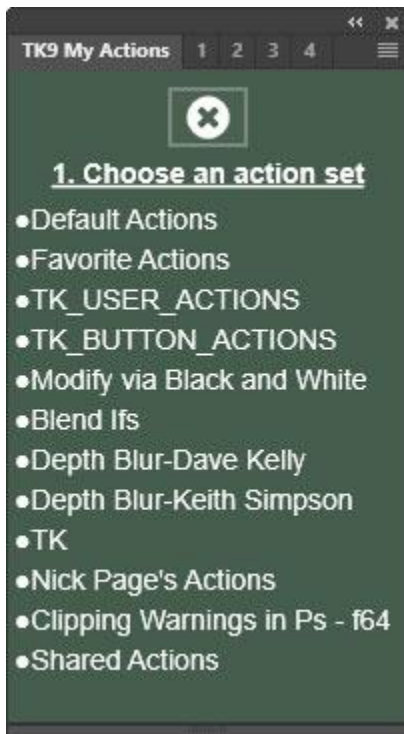 TK9 My Actions 1 2 3 4
1. Choose an action set
●Default Actions
●Favorite Actions
●TK_USER_ACTIONS
●TK_BUTTON_ACTIONS
●Modify via Black and White
●Blend Ifs
●Depth Blur-Dave Kelly
●Depth Blur-Keith Simpson
●TK
●Nick Page's Actions
●Clipping Warnings in Ps - f64
●Shared Actions